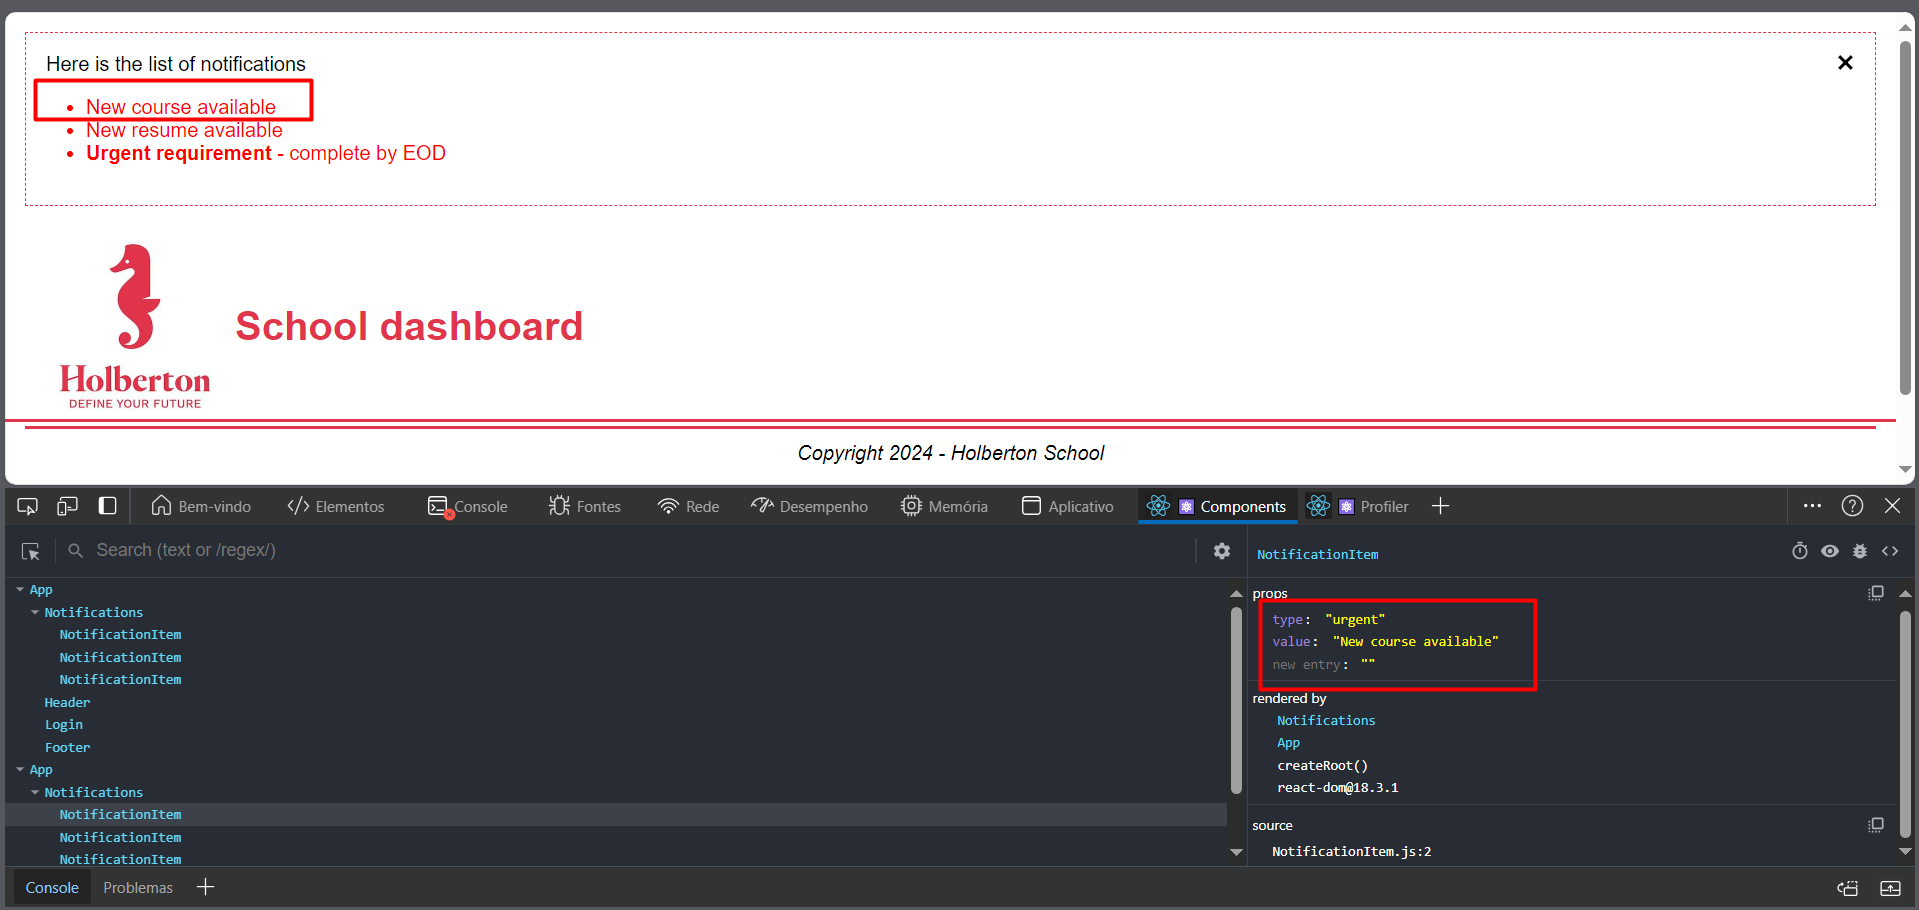 Here is the list of notifications
New course available
New resume available
Urgent requirement - complete by EOD
School dashboard
Holberton
DEFINE YOUR FUTURE
Copyright 2024 - Holberton School
Bem-vindo
Elementos
Console
Fontes
Rede
Desempenho
Memória
Aplicativo
Components
Profiler
Search (text or /regex/)
App
Notifications
NotificationItem
NotificationItem
NotificationItem
Header
Login
Footer
App
Notifications
NotificationItem
NotificationItem
NotificationItem
NotificationItem
props
type: "urgent"
value: "New course available"
new entry: ""
rendered by
Notifications
App
createRoot()
react-dom@18.3.1
source
NotificationItem.js:2
Console
Problemas